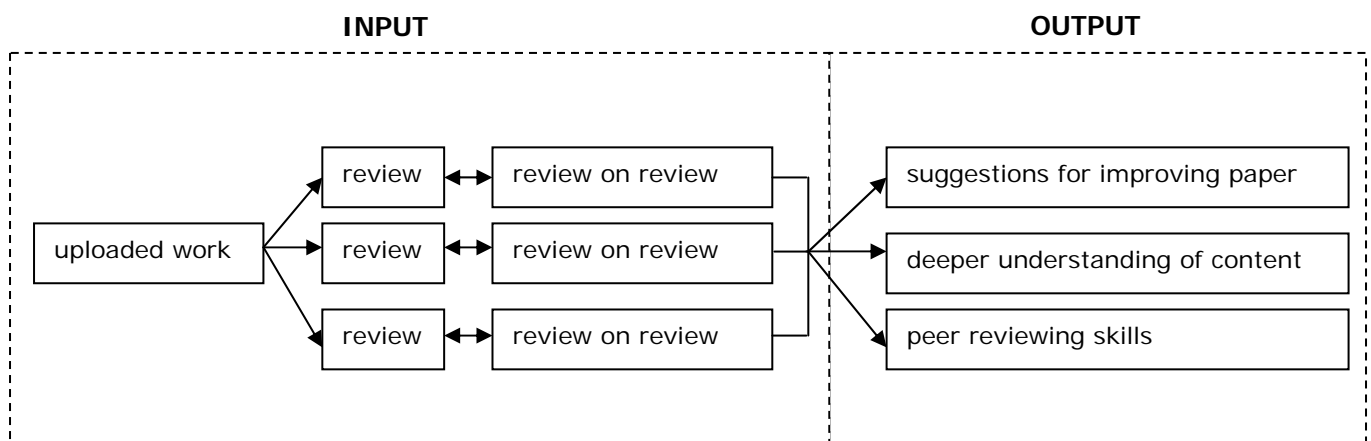 INPUT
OUTPUT
uploaded work
review
review on review
review
review on review
review
review on review
suggestions for improving paper
deeper understanding of content
peer reviewing skills